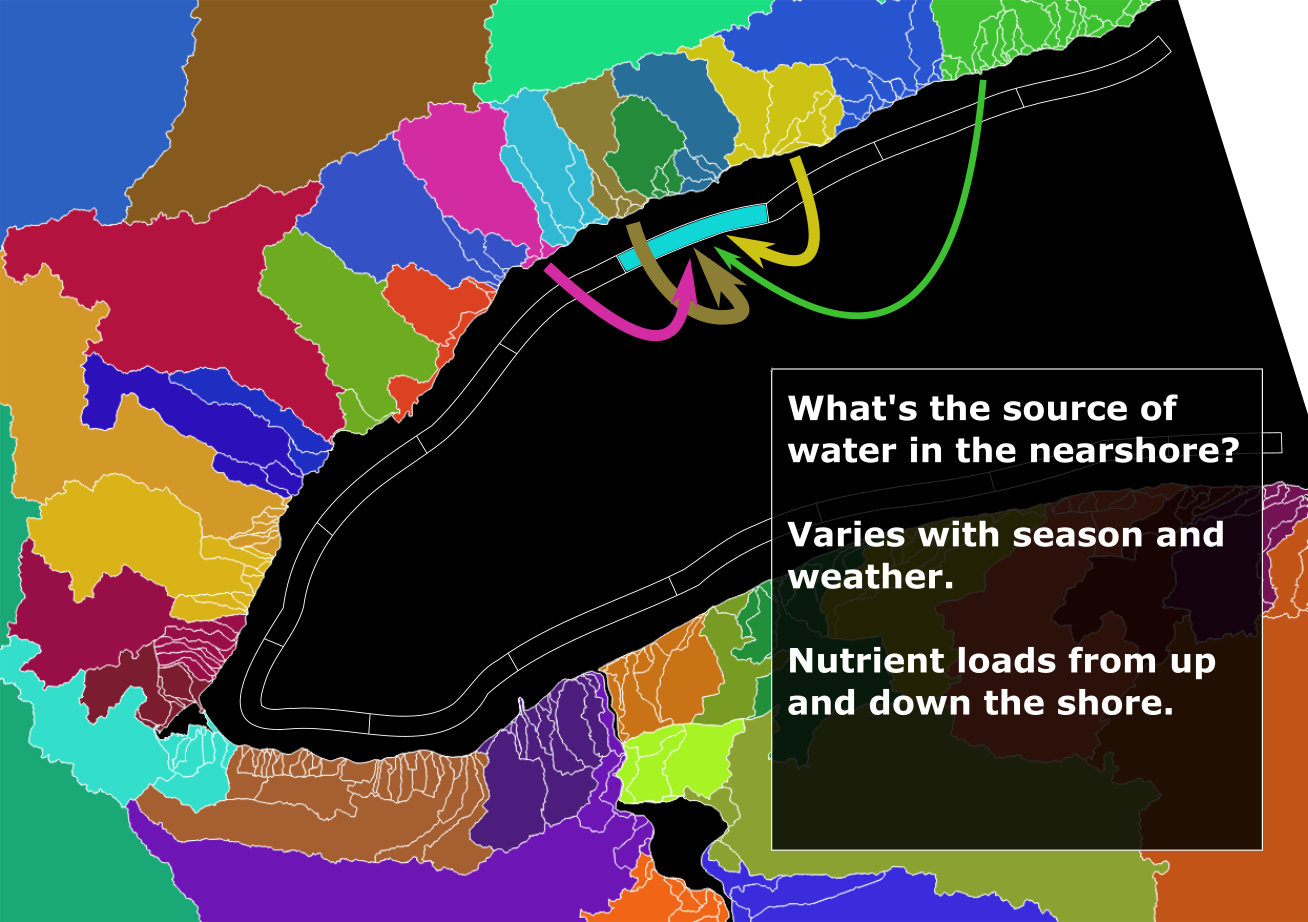 What's the source of
water in the nearshore?
Varies with season and
weather.
Nutrient loads from up
and down the shore.